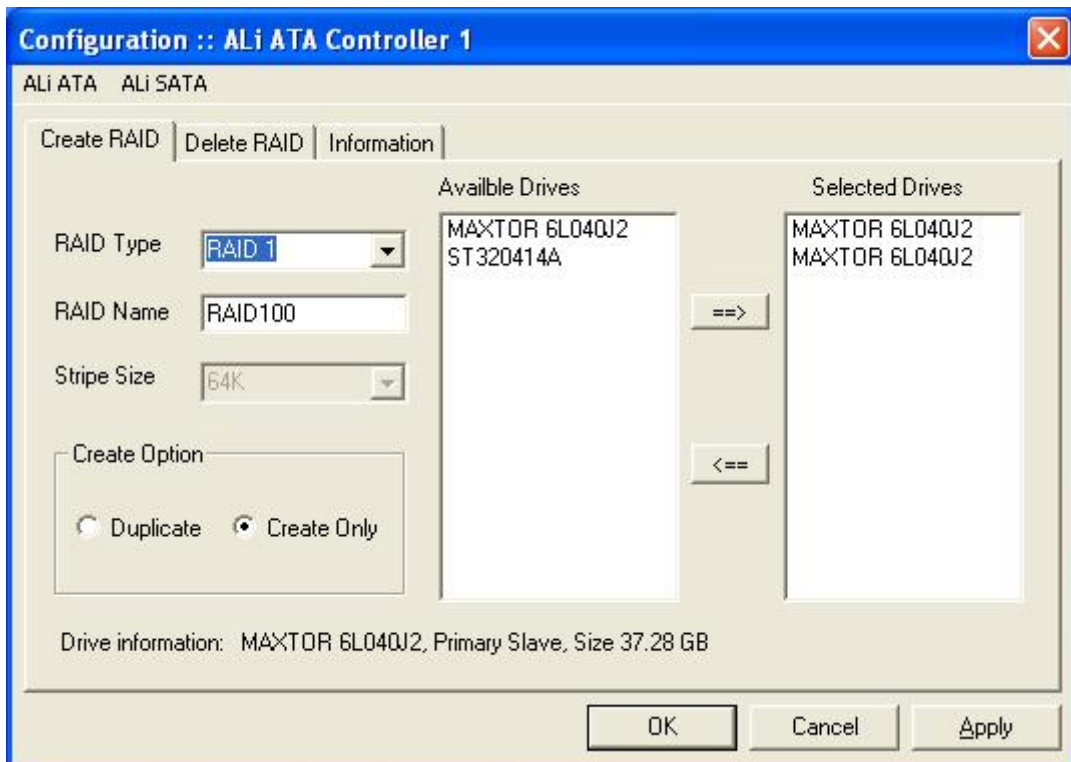 Configuration :: ALi ATA Controller 1
ALi ATA ALi SATA
Create RAID Delete RAID Information
Availble Drives
Selected Drives
RAID Type RAID 1
RAID Name RAID100
Stripe Size 64K
Create Option
Duplicate Create Only
MAXTOR 6L040J2
ST320414A
==>
<==
MAXTOR 6L040J2
MAXTOR 6L040J2
Drive information: MAXTOR 6L040J2, Primary Slave, Size 37.28 GB
OK Cancel Apply